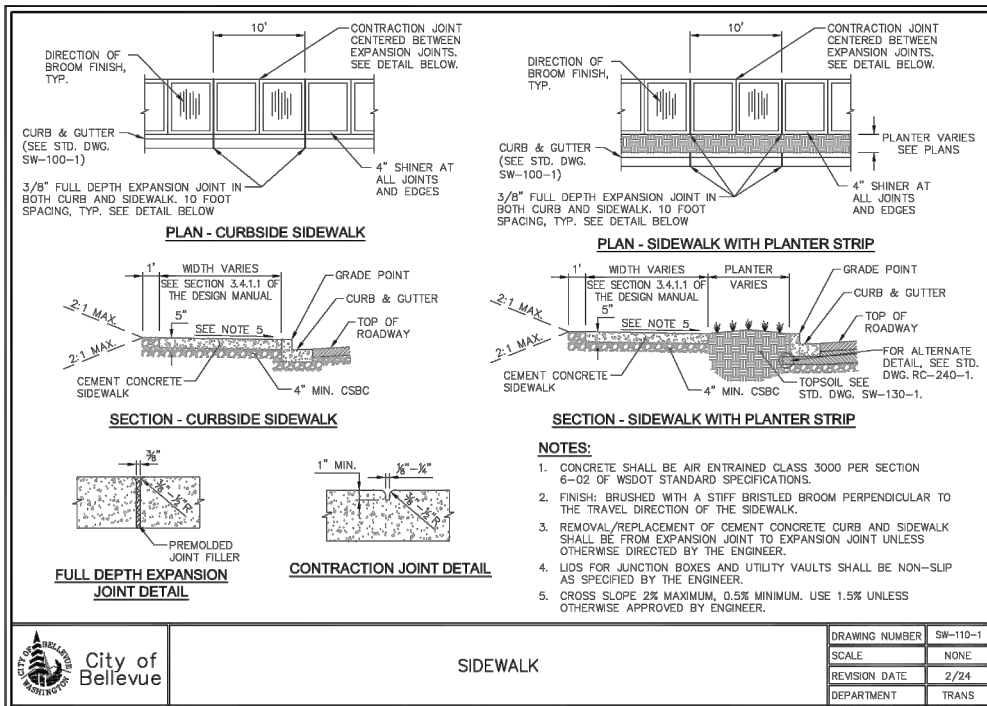 10'
CONTRACTION JOINT
CENTERED BETWEEN
EXPANSION JOINTS.
SEE DETAIL BELOW.
DIRECTION OF
BROOM FINISH,
TYP.
CURB & GUTTER
(SEE STD. DWG.
SW-100-1)
4" SHINER AT
ALL JOINTS
AND EDGES
3/8" FULL DEPTH EXPANSION JOINT IN
BOTH CURB AND SIDEWALK. 10 FOOT
SPACING, TYP. SEE DETAIL BELOW
PLAN - CURBSIDE SIDEWALK
10'
CONTRACTION JOINT
CENTERED BETWEEN
EXPANSION JOINTS.
SEE DETAIL BELOW.
DIRECTION OF
BROOM FINISH,
TYP.
CURB & GUTTER
(SEE STD. DWG.
SW-100-1)
PLANTER VARIES
SEE PLANS
4" SHINER AT
ALL JOINTS
AND EDGES
3/8" FULL DEPTH EXPANSION JOINT IN
BOTH CURB AND SIDEWALK. 10 FOOT
SPACING, TYP. SEE DETAIL BELOW
PLAN - SIDEWALK WITH PLANTER STRIP
1'
WIDTH VARIES
SEE SECTION 3.4.1.1 OF
THE DESIGN MANUAL
GRADE POINT
CURB & GUTTER
TOP OF
ROADWAY
2:1 MAX.
2:1 MAX.
5"
SEE NOTE 5
CEMENT CONCRETE
SIDEWALK
4" MIN. CSBC
SECTION - CURBSIDE SIDEWALK
1'
WIDTH VARIES
SEE SECTION 3.4.1.1 OF
THE DESIGN MANUAL
PLANTER
VARIES
GRADE POINT
CURB & GUTTER
TOP OF
ROADWAY
2:1 MAX.
2:1 MAX.
5"
SEE NOTE 5
FOR ALTERNATE
DETAIL, SEE STD.
DWG. RC-240-1.
CEMENT CONCRETE
SIDEWALK
4" MIN. CSBC
TOPSOIL SEE
STD. DWG. SW-130-1.
SECTION - SIDEWALK WITH PLANTER STRIP
⅜"
⅜"-½"R
PREMOLDED
JOINT FILLER
FULL DEPTH EXPANSION
JOINT DETAIL
1" MIN.
⅛"-¼"
⅜"-½"R
CONTRACTION JOINT DETAIL
NOTES:
1. CONCRETE SHALL BE AIR ENTRAINED CLASS 3000 PER SECTION
6-02 OF WSDOT STANDARD SPECIFICATIONS.
2. FINISH: BRUSHED WITH A STIFF BRISTLED BROOM PERPENDICULAR TO
THE TRAVEL DIRECTION OF THE SIDEWALK.
3. REMOVAL/REPLACEMENT OF CEMENT CONCRETE CURB AND SIDEWALK
SHALL BE FROM EXPANSION JOINT TO EXPANSION JOINT UNLESS
OTHERWISE DIRECTED BY THE ENGINEER.
4. LIDS FOR JUNCTION BOXES AND UTILITY VAULTS SHALL BE NON-SLIP
AS SPECIFIED BY THE ENGINEER.
5. CROSS SLOPE 2% MAXIMUM, 0.5% MINIMUM. USE 1.5% UNLESS
OTHERWISE APPROVED BY ENGINEER.
CITY OF BELLEVUE
WASHINGTON
City of
Bellevue
SIDEWALK
DRAWING NUMBER SW-110-1
SCALE NONE
REVISION DATE 2/24
DEPARTMENT TRANS